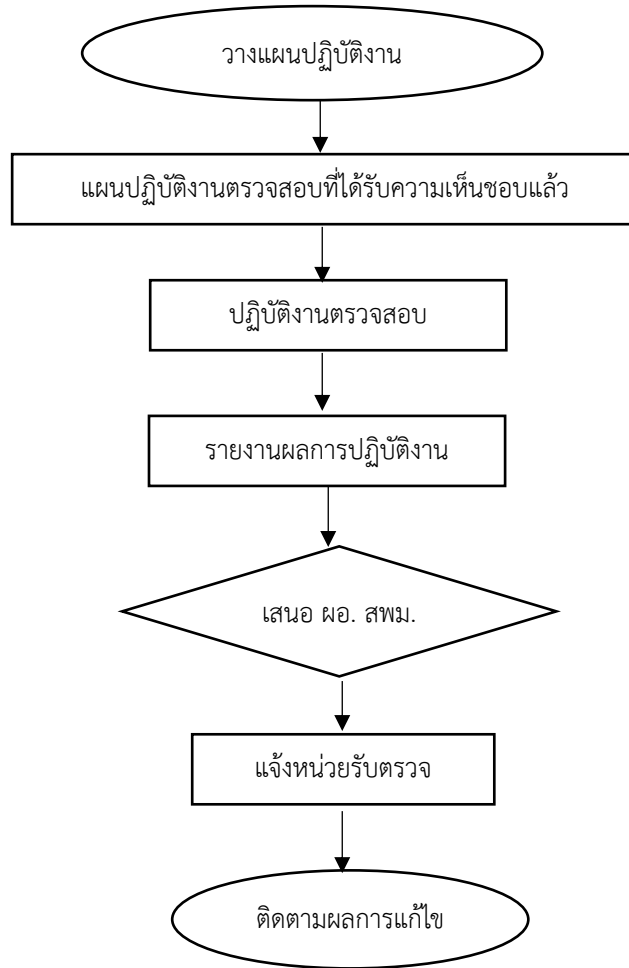 วางแผนปฏิบัติงาน
แผนปฏิบัติงานตรวจสอบที่ได้รับความเห็นชอบแล้ว
ปฏิบัติงานตรวจสอบ
รายงานผลการปฏิบัติงาน
เสนอ ผอ. สพม.
แจ้งหน่วยรับตรวจ
ติดตามผลการแก้ไข